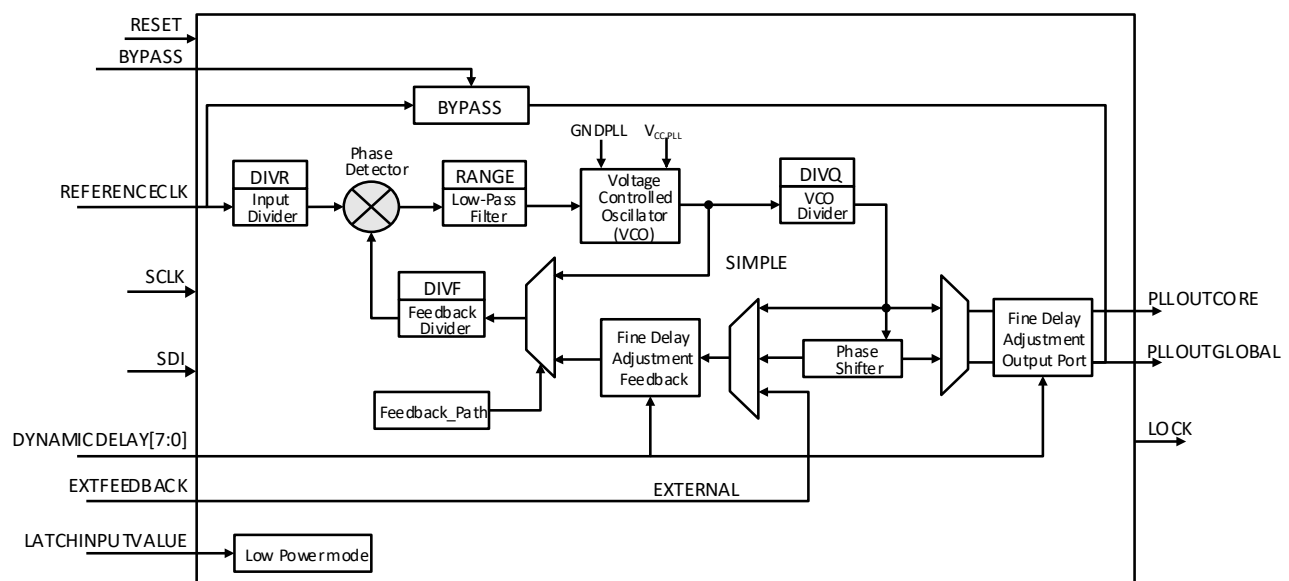 RESET
BYPASS
BYPASS
GNDPLL
VCCPLL
Phase
Detector
DIVR
Input
Divider
RANGE
Low-Pass
Filter
Voltage
Controlled
Oscillator
(VCO)
DIVQ
VCO
Divider
REFERENCECLK
SIMPLE
SCLK
DIVF
Feedback
Divider
Fine Delay
Adjustment
Feedback
Phase
Shifter
Fine Delay
Adjustment
Output Port
PLLOUTCORE
PLLOUTGLOBAL
SDI
Feedback_Path
DYNAMICDELAY[7:0]
LOCK
EXTFEEDBACK
EXTERNAL
LATCHINPUTVALUE
Low Power mode